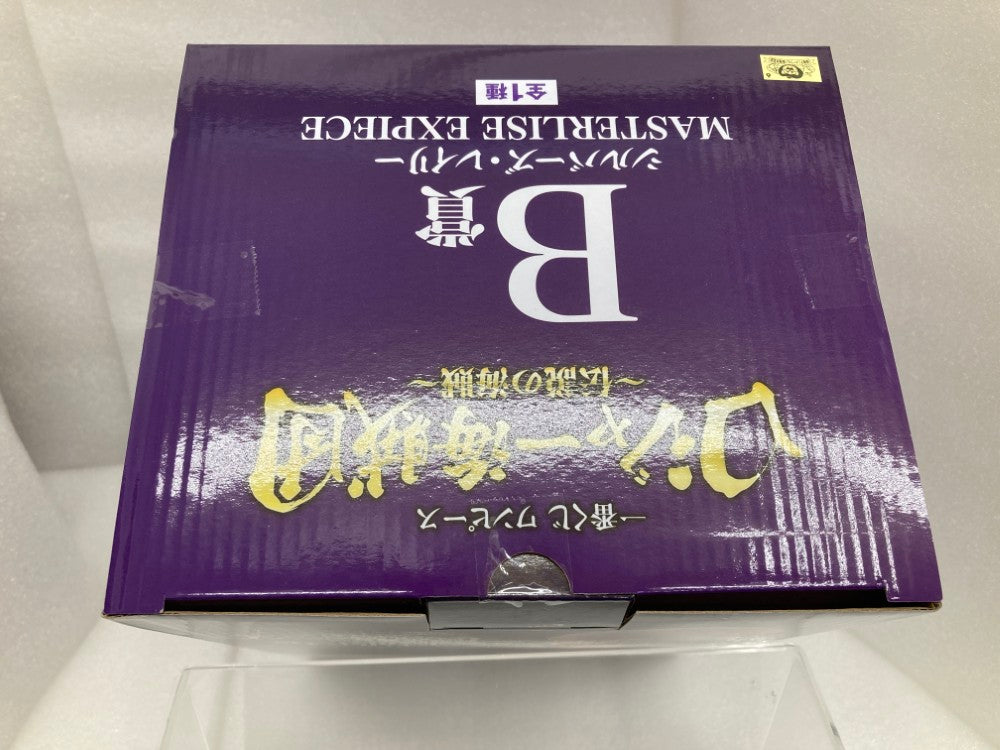 一番くじ ワンピース
ロジャー海賊団
~伝説の海賊~
B賞
シルバーズ・レイリー
MASTERLISE EXPIECE
全1種